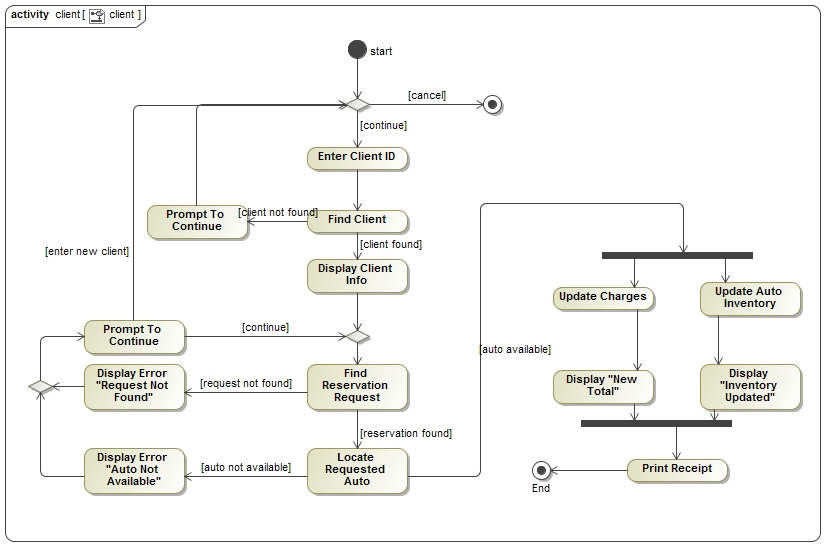 activity client[ client ]
start
[cancel]
[continue]
Enter Client ID
Prompt To
Continue
[client not found]
Find Client
[client found]
[enter new client]
Display Client
Info
Update Charges
Update Auto
Inventory
Prompt To
Continue
[continue]
[auto available]
Display Error
"Request Not
Found"
[request not found]
Find
Reservation
Request
Display "New
Total"
Display
"Inventory
Updated"
[reservation found]
Display Error
"Auto Not
Available"
[auto not available]
Locate
Requested
Auto
Print Receipt
End